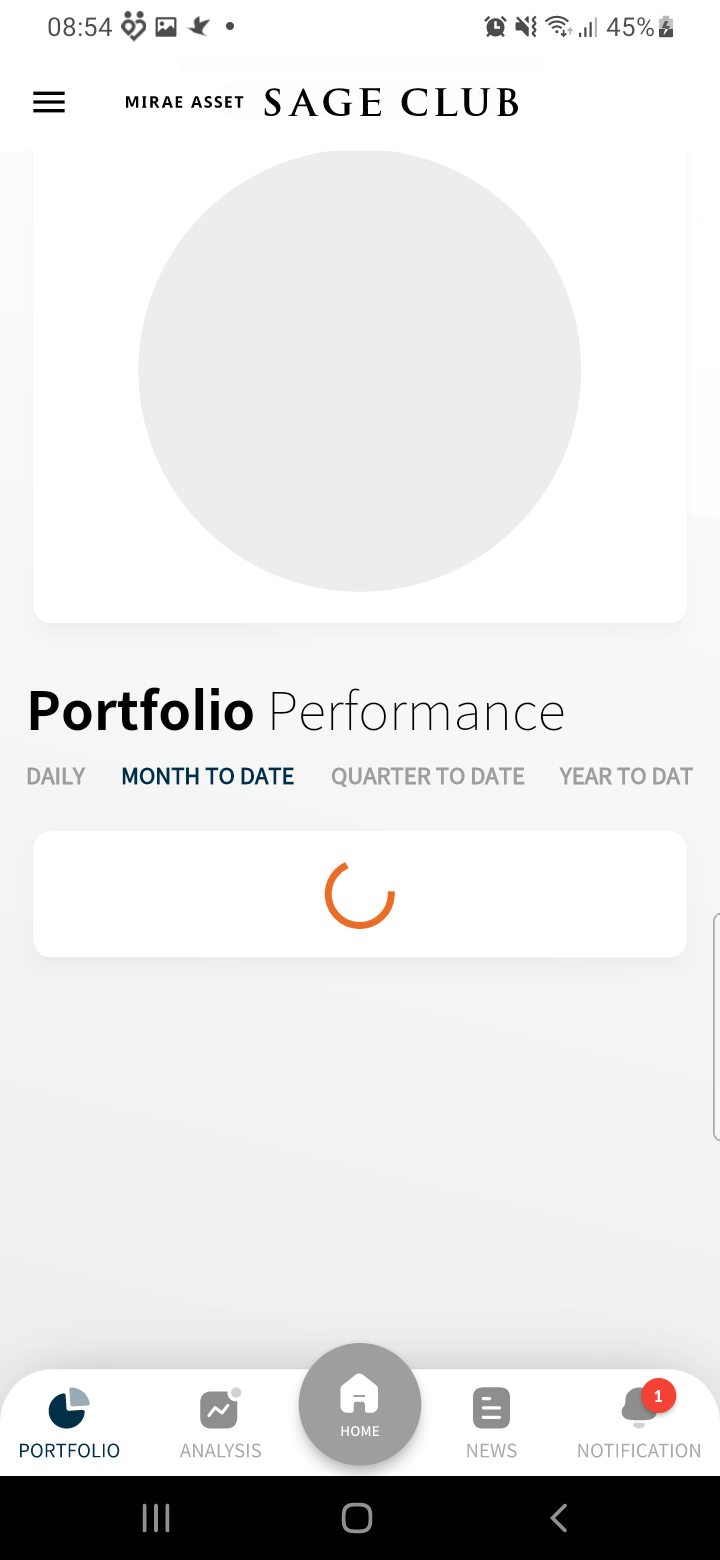 08:54 45%
MIRAE ASSET SAGE CLUB
Portfolio Performance
DAILY MONTH TO DATE QUARTER TO DATE YEAR TO DAT
1
HOME
PORTFOLIO ANALYSIS NEWS NOTIFICATION